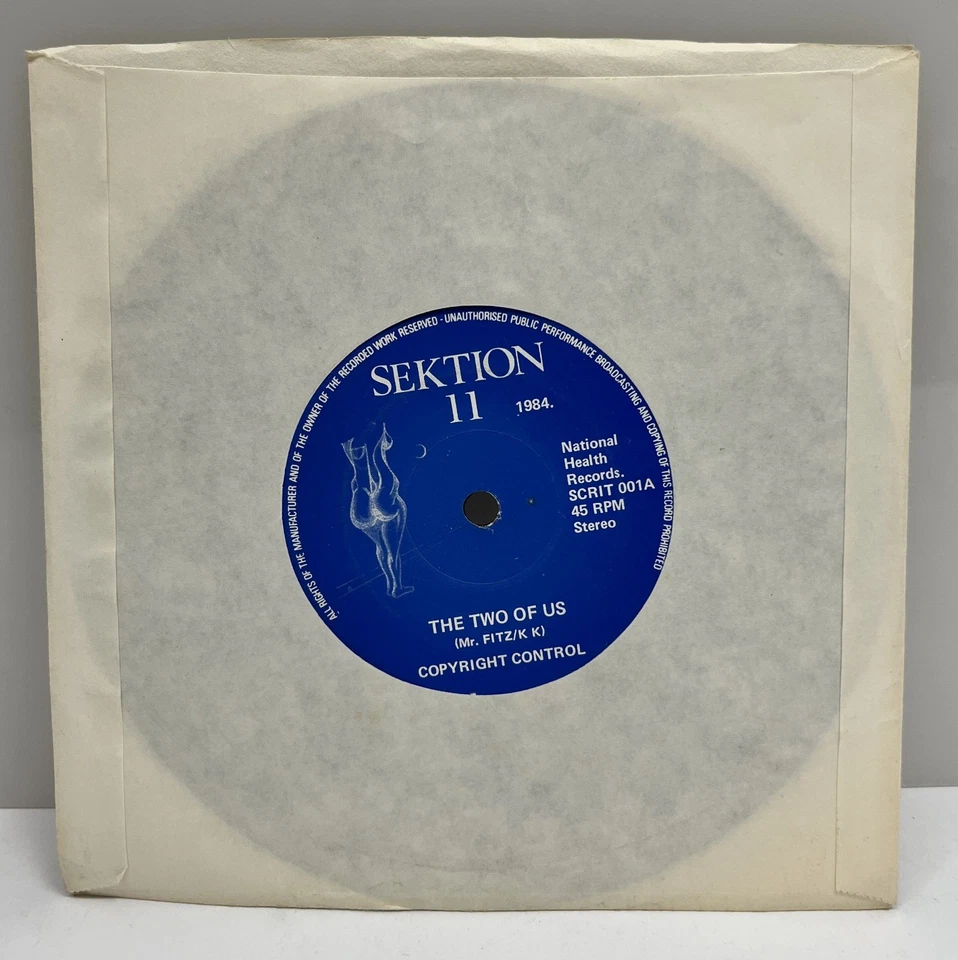 ALL RIGHTS OF THE MANUFACTURER AND OF THE OWNER OF THE RECORDED WORK RESERVED - UNAUTHORISED PUBLIC PERFORMANCE BROADCASTING AND COPYING OF THIS RECORD PROHIBITED
SEKTION
11
1984.
National
Health
Records.
SCRIT 001A
45 RPM
Stereo
THE TWO OF US
(Mr. FITZ/K K)
COPYRIGHT CONTROL